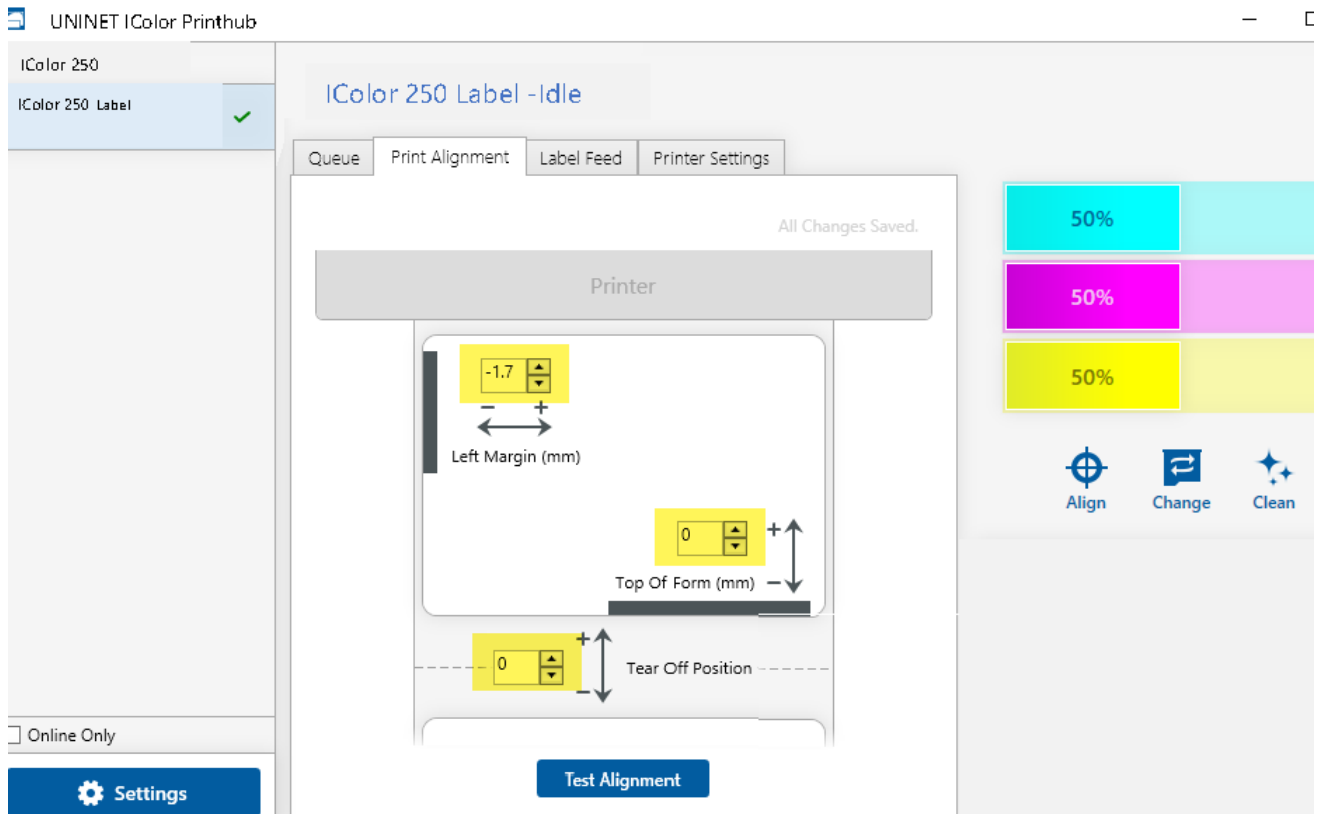 UNINET IColor Printhub
IColor 250
IColor 250 Label
IColor 250 Label -Idle
Queue Print Alignment Label Feed Printer Settings
All Changes Saved.
Printer
-1.7
- +
Left Margin (mm)
0 +
Top Of Form (mm) -
+
0 Tear Off Position
-
Test Alignment
50%
50%
50%
Align Change Clean
Online Only
Settings